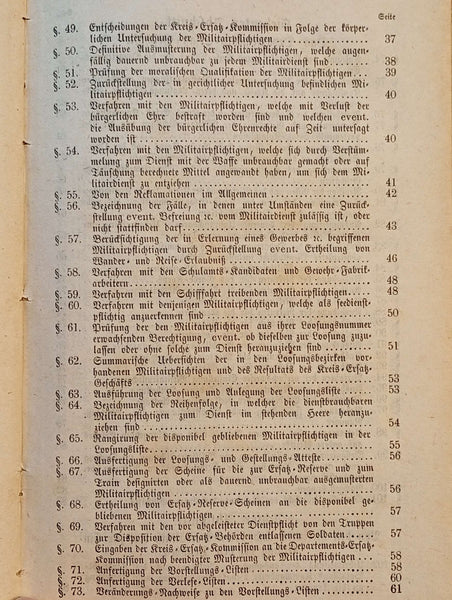 Seite
§. 49. Entscheidungen der Kreis-Ersatz-Kommission in Folge der körper-
lichen Untersuchung der Militairpflichtigen . . . . . . . . . . . . . 37
§. 50. Definitive Ausmusterung der Militairpflichtigen, welche augen-
fällig dauernd unbrauchbar zu jedem Militairdienst sind . . . . . 38
§. 51. Prüfung der moralischen Qualifikation der Militairpflichtigen . . . 39
§. 52. Zurückstellung der in gerichtlicher Untersuchung befindlichen Mi-
litairpflichtigen . . . . . . . . . . . . . 40
§. 53. Verfahren mit den Militairpflichtigen, welche mit Verlust der
bürgerlichen Ehre bestraft worden sind und welchen event.
die Ausübung der bürgerlichen Ehrenrechte auf Zeit untersagt
worden ist . . . . . . . . . . . . . 40
§. 54. Verfahren mit den Militairpflichtigen, welche sich durch Verstüm-
melung zum Dienst mit der Waffe unbrauchbar gemacht oder auf
Täuschung berechnete Mittel angewandt haben, um sich dem Mi-
litairdienst zu entziehen . . . . . . . . . . . . . 41
§. 55. Von den Reklamationen im Allgemeinen . . . . . . . . . . . . . 42
§. 56. Bezeichnung der Fälle, in denen unter Umständen eine Zurück-
stellung event. Befreiung ꝛc. vom Militairdienst zulässig ist, oder
nicht stattfinden darf . . . . . . . . . . . . . 43
§. 57. Berücksichtigung der in Erlernung eines Gewerbes ꝛc. begriffenen
Militairpflichtigen durch Zurückstellung event. Ertheilung von
Wander- und Reise-Erlaubniß . . . . . . . . . . . . . 46
§. 58. Verfahren mit den Schulamts-Kandidaten und Gewehr-Fabrik-
arbeitern . . . . . . . . . . . . . 48
§. 59. Verfahren mit den Schifffahrt treibenden Militairpflichtigen . . . . 48
§. 60. Verfahren mit denjenigen Militairpflichtigen, welche als seedienst-
pflichtig anzuerkennen sind . . . . . . . . . . . . . 50
§. 61. Prüfung der den Militairpflichtigen aus ihrer Loosungsnummer
erwachsenden Berechtigung, event. ob dieselben zur Loosung zuzu-
lassen oder ohne solche zum Dienst heranzuziehen sind . . . . . 51
§. 62. Summarische Uebersichten der in den Loosungsbezirken vor-
handenen Militairpflichtigen und des Resultats des Kreis-Ersatz-
Geschäfts . . . . . . . . . . . . . 53
§. 63. Ausführung der Loosung und Anlegung der Loosungsliste . . . . . 53
§. 64. Bezeichnung der Reihenfolge, in welcher die dienstbrauchbaren
Militairpflichtigen zum Dienst im stehenden Heere heranzu-
ziehen sind . . . . . . . . . . . . . 54
§. 65. Rangirung der disponibel gebliebenen Militairpflichtigen in der
Loosungsliste . . . . . . . . . . . . . 55
§. 66. Ausfertigung der Loosungs- und Gestellungs-Atteste . . . . . . . 56
§. 67. Ausfertigung der Scheine für die zur Ersatz-Reserve und zum
Train designirten oder als dauernd unbrauchbar ausgemusterten
Militairpflichtigen . . . . . . . . . . . . . 56
§. 68. Ertheilung von Ersatz-Reserve-Scheinen an die disponibel ge-
bliebenen Militairpflichtigen . . . . . . . . . . . . . 57
§. 69. Verfahren mit den vor abgeleisteter Dienstpflicht von den Truppen
zur Disposition der Ersatz-Behörden entlassenen Soldaten . . . . 57
§. 70. Eingaben der Kreis-Ersatz-Kommission an die Departements-Ersatz-
Kommission nach beendigter Musterung der Militairpflichtigen . . . 58
§. 71. Anfertigung der Vorstellungs-Listen . . . . . . . . . . . . . 58
§. 72. Anfertigung der Verlese-Listen . . . . . . . . . . . . . 60
§. 73. Veränderungs-Nachweise zu den Vorstellungs-Listen . . . . . . . 61